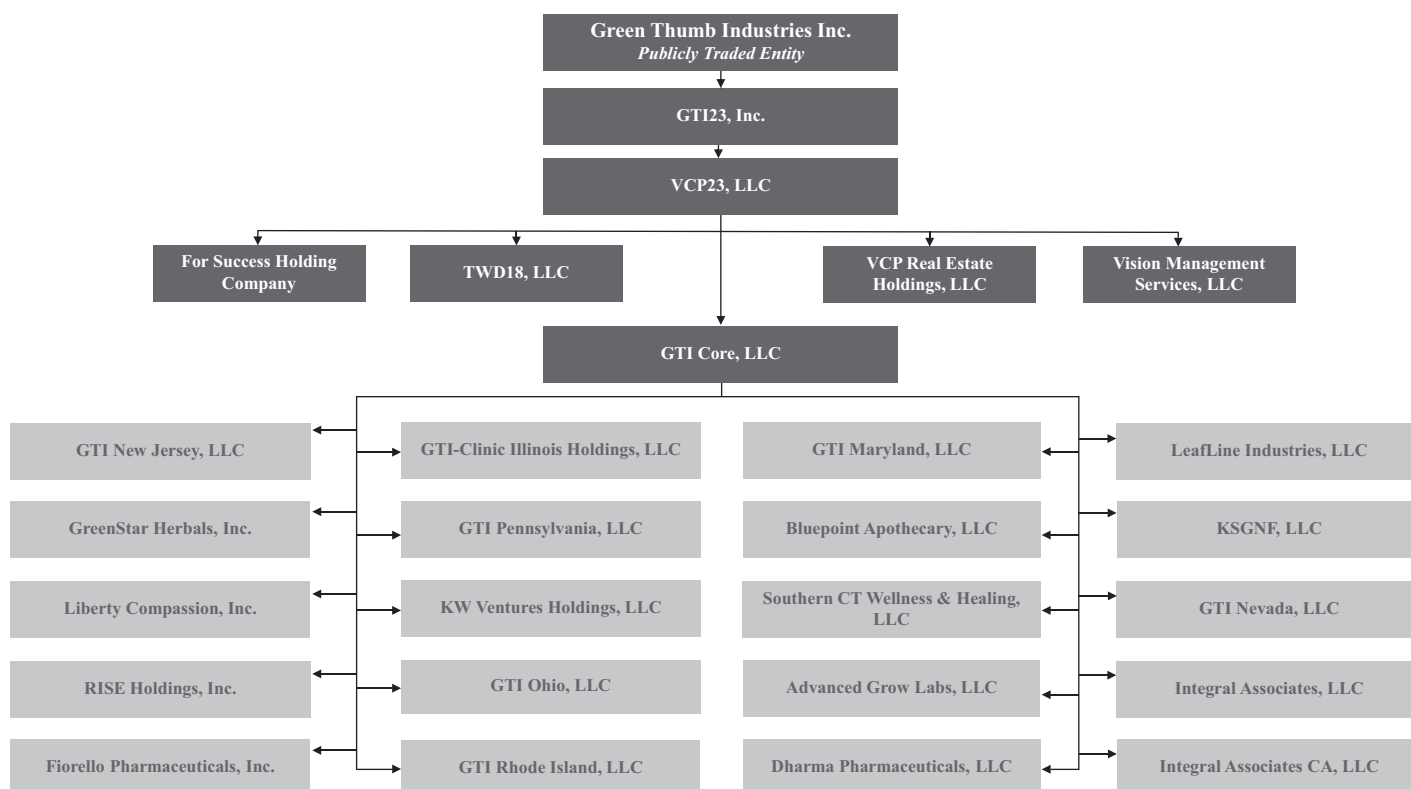 Green Thumb Industries Inc.
Publicly Traded Entity
GTI23, Inc.
VCP23, LLC
For Success Holding
Company
TWD18, LLC
VCP Real Estate
Holdings, LLC
Vision Management
Services, LLC
GTI Core, LLC
GTI New Jersey, LLC
GTI-Clinic Illinois Holdings, LLC
GTI Maryland, LLC
LeafLine Industries, LLC
GreenStar Herbals, Inc.
GTI Pennsylvania, LLC
Bluepoint Apothecary, LLC
KSGNF, LLC
Liberty Compassion, Inc.
KW Ventures Holdings, LLC
Southern CT Wellness & Healing,
LLC
GTI Nevada, LLC
RISE Holdings, Inc.
GTI Ohio, LLC
Advanced Grow Labs, LLC
Integral Associates, LLC
Fiorello Pharmaceuticals, Inc.
GTI Rhode Island, LLC
Dharma Pharmaceuticals, LLC
Integral Associates CA, LLC